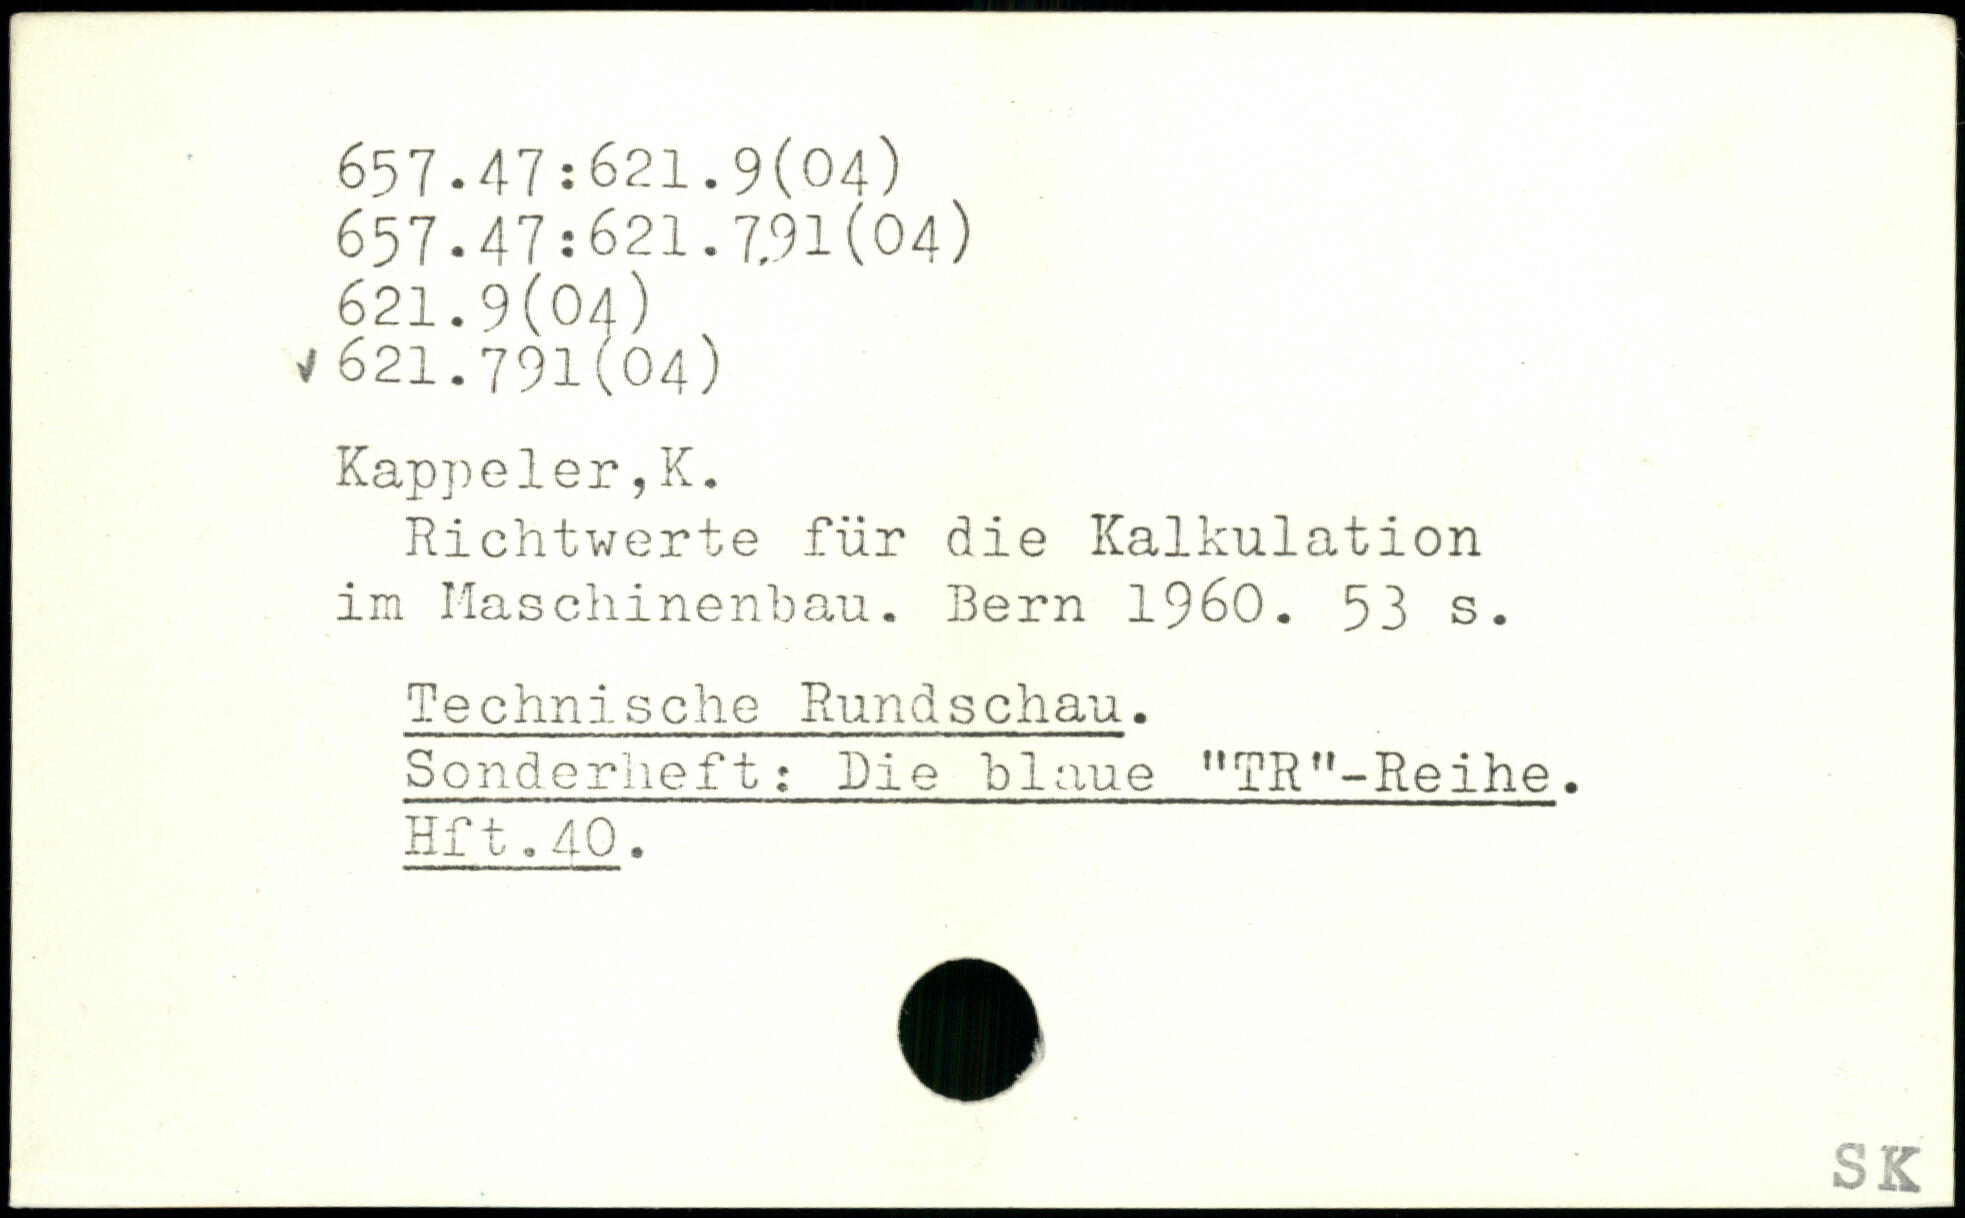 657.47:621.9(04)
657.47:621.791(04)
621.9(04)
✓ 621.791(04)
Kappeler,K.
Richtwerte für die Kalkulation
im Maschinenbau. Bern 1960. 53 s.
Technische Rundschau.
Sonderheft: Die blaue "TR"-Reihe.
Hft.40.
SK